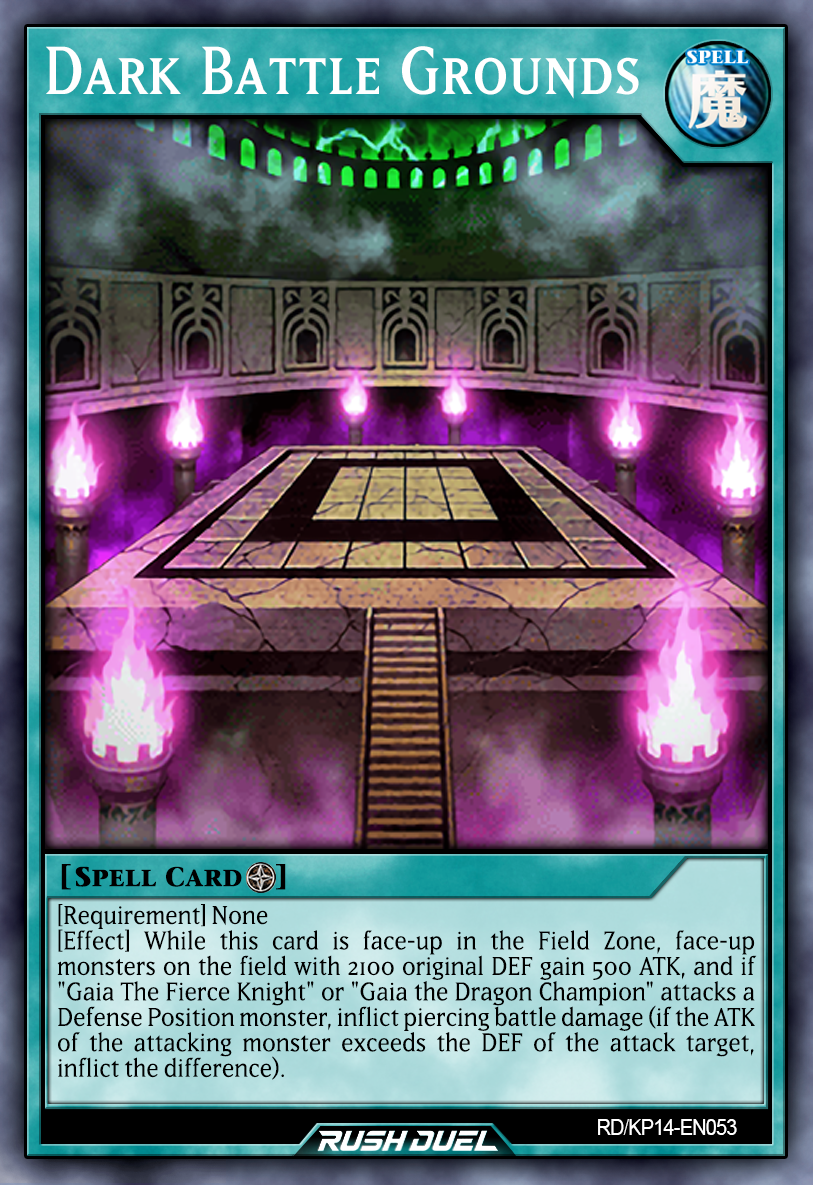 Dark Battle Grounds
SPELL
魔
[Spell Card]
[Requirement] None
[Effect] While this card is face-up in the Field Zone, face-up
monsters on the field with 2100 original DEF gain 500 ATK, and if
"Gaia The Fierce Knight" or "Gaia the Dragon Champion" attacks a
Defense Position monster, inflict piercing battle damage (if the ATK
of the attacking monster exceeds the DEF of the attack target,
inflict the difference).
RD/KP14-EN053
RUSH DUEL